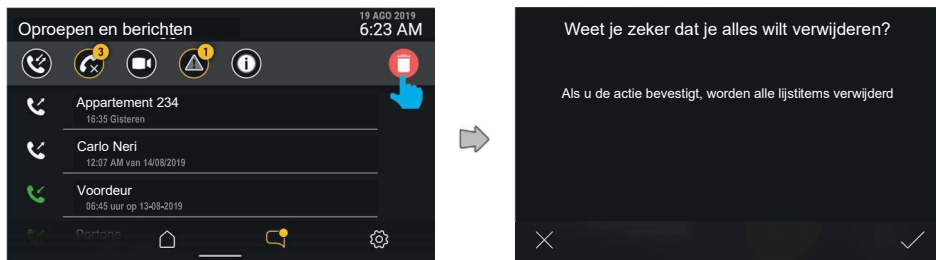 19 AGO 2019
Oproepen en berichten
6:23 AM
3
1
Appartement 234
16:35 Gisteren
Carlo Neri
12:07 AM van 14/08/2019
Voordeur
06:45 uur op 13-08-2019
Portone
Weet je zeker dat je alles wilt verwijderen?
Als u de actie bevestigt, worden alle lijstitems verwijderd